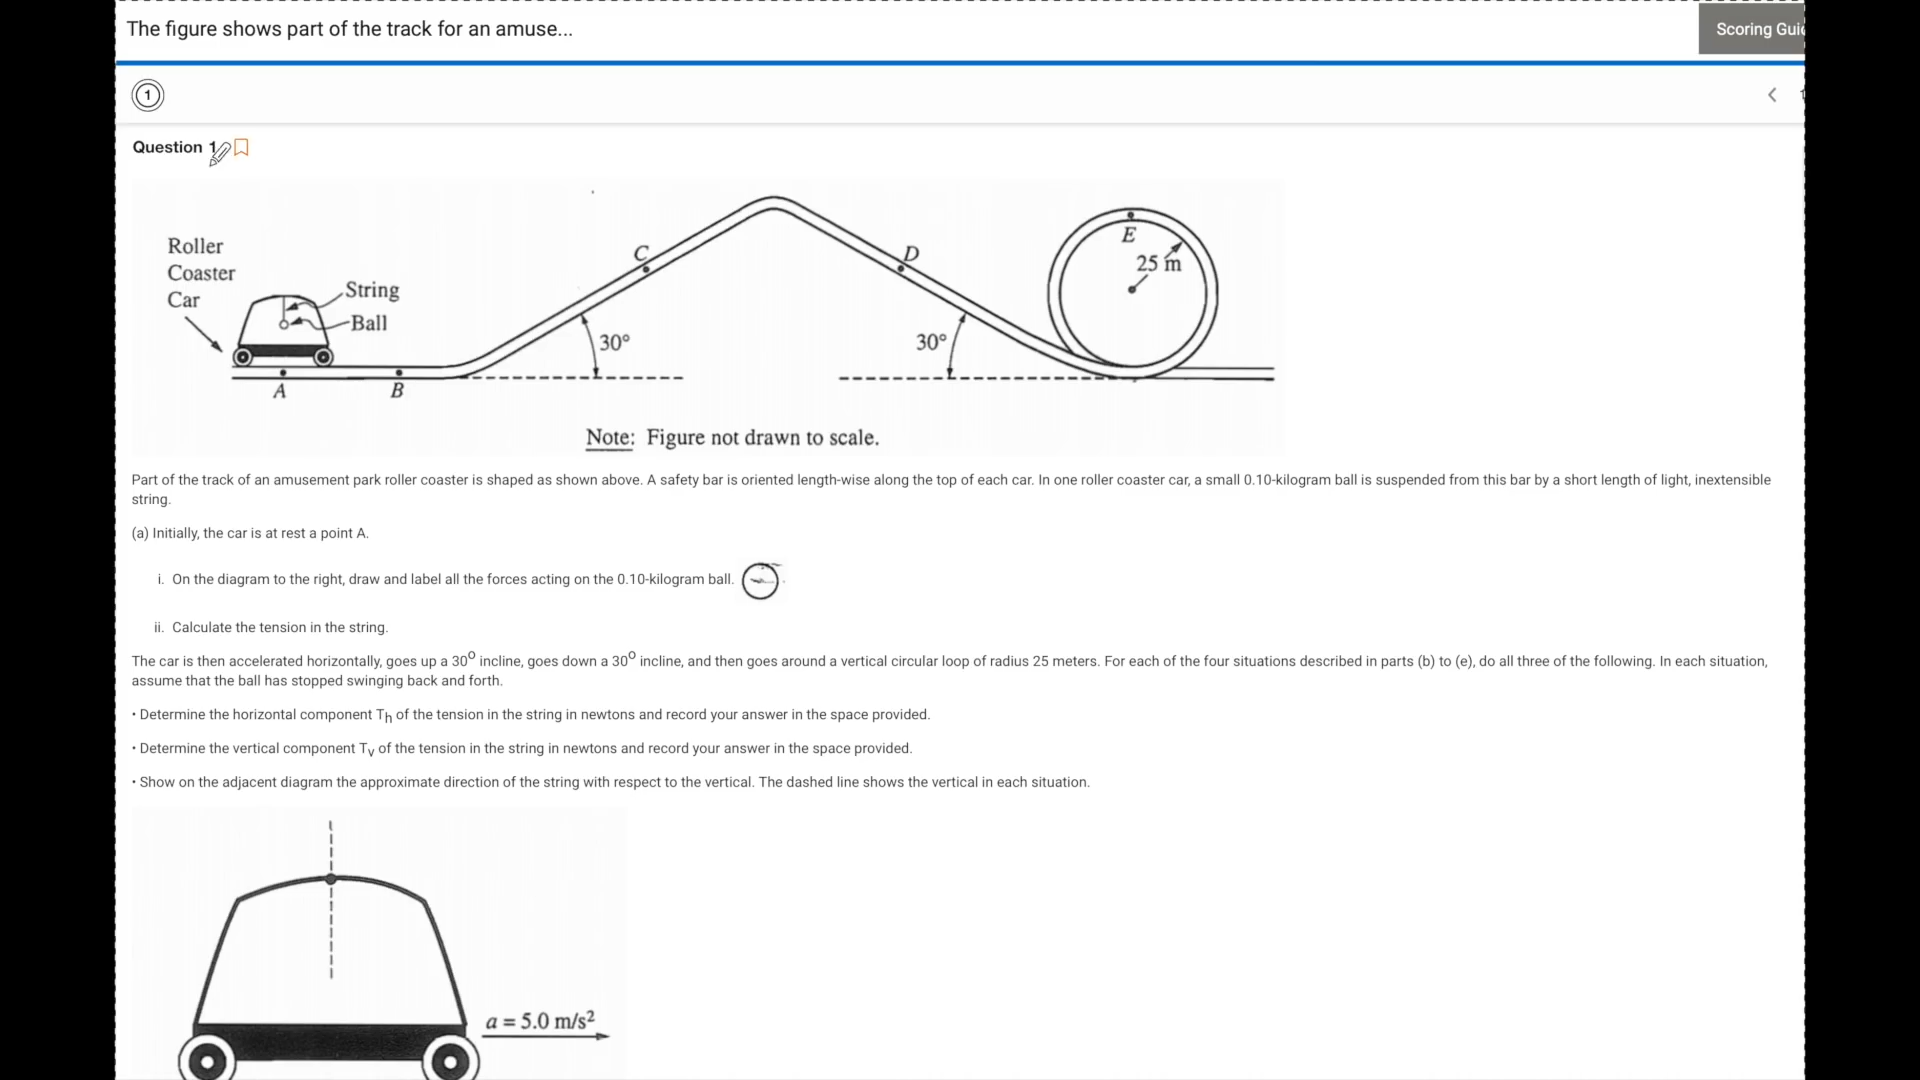 The figure shows part of the track for an amuse...
Scoring
1
Question 1
Roller
Coaster
Car
String
Ball
A
B
C
30°
D
30°
E
25 m
Note: Figure not drawn to scale.
Part of the track of an amusement park roller coaster is shaped as shown above. A safety bar is oriented length-wise along the top of each car. In one roller coaster car, a small 0.10-kilogram ball is suspended from this bar by a short length of light, inextensible
string.
(a) Initially, the car is at rest a point A.
i. On the diagram to the right, draw and label all the forces acting on the 0.10-kilogram ball.
ii. Calculate the tension in the string.
The car is then accelerated horizontally, goes up a 30⁰ incline, goes down a 30⁰ incline, and then goes around a vertical circular loop of radius 25 meters. For each of the four situations described in parts (b) to (e), do all three of the following. In each situation,
assume that the ball has stopped swinging back and forth.
• Determine the horizontal component Th of the tension in the string in newtons and record your answer in the space provided.
• Determine the vertical component Tv of the tension in the string in newtons and record your answer in the space provided.
• Show on the adjacent diagram the approximate direction of the string with respect to the vertical. The dashed line shows the vertical in each situation.
a = 5.0 m/s²